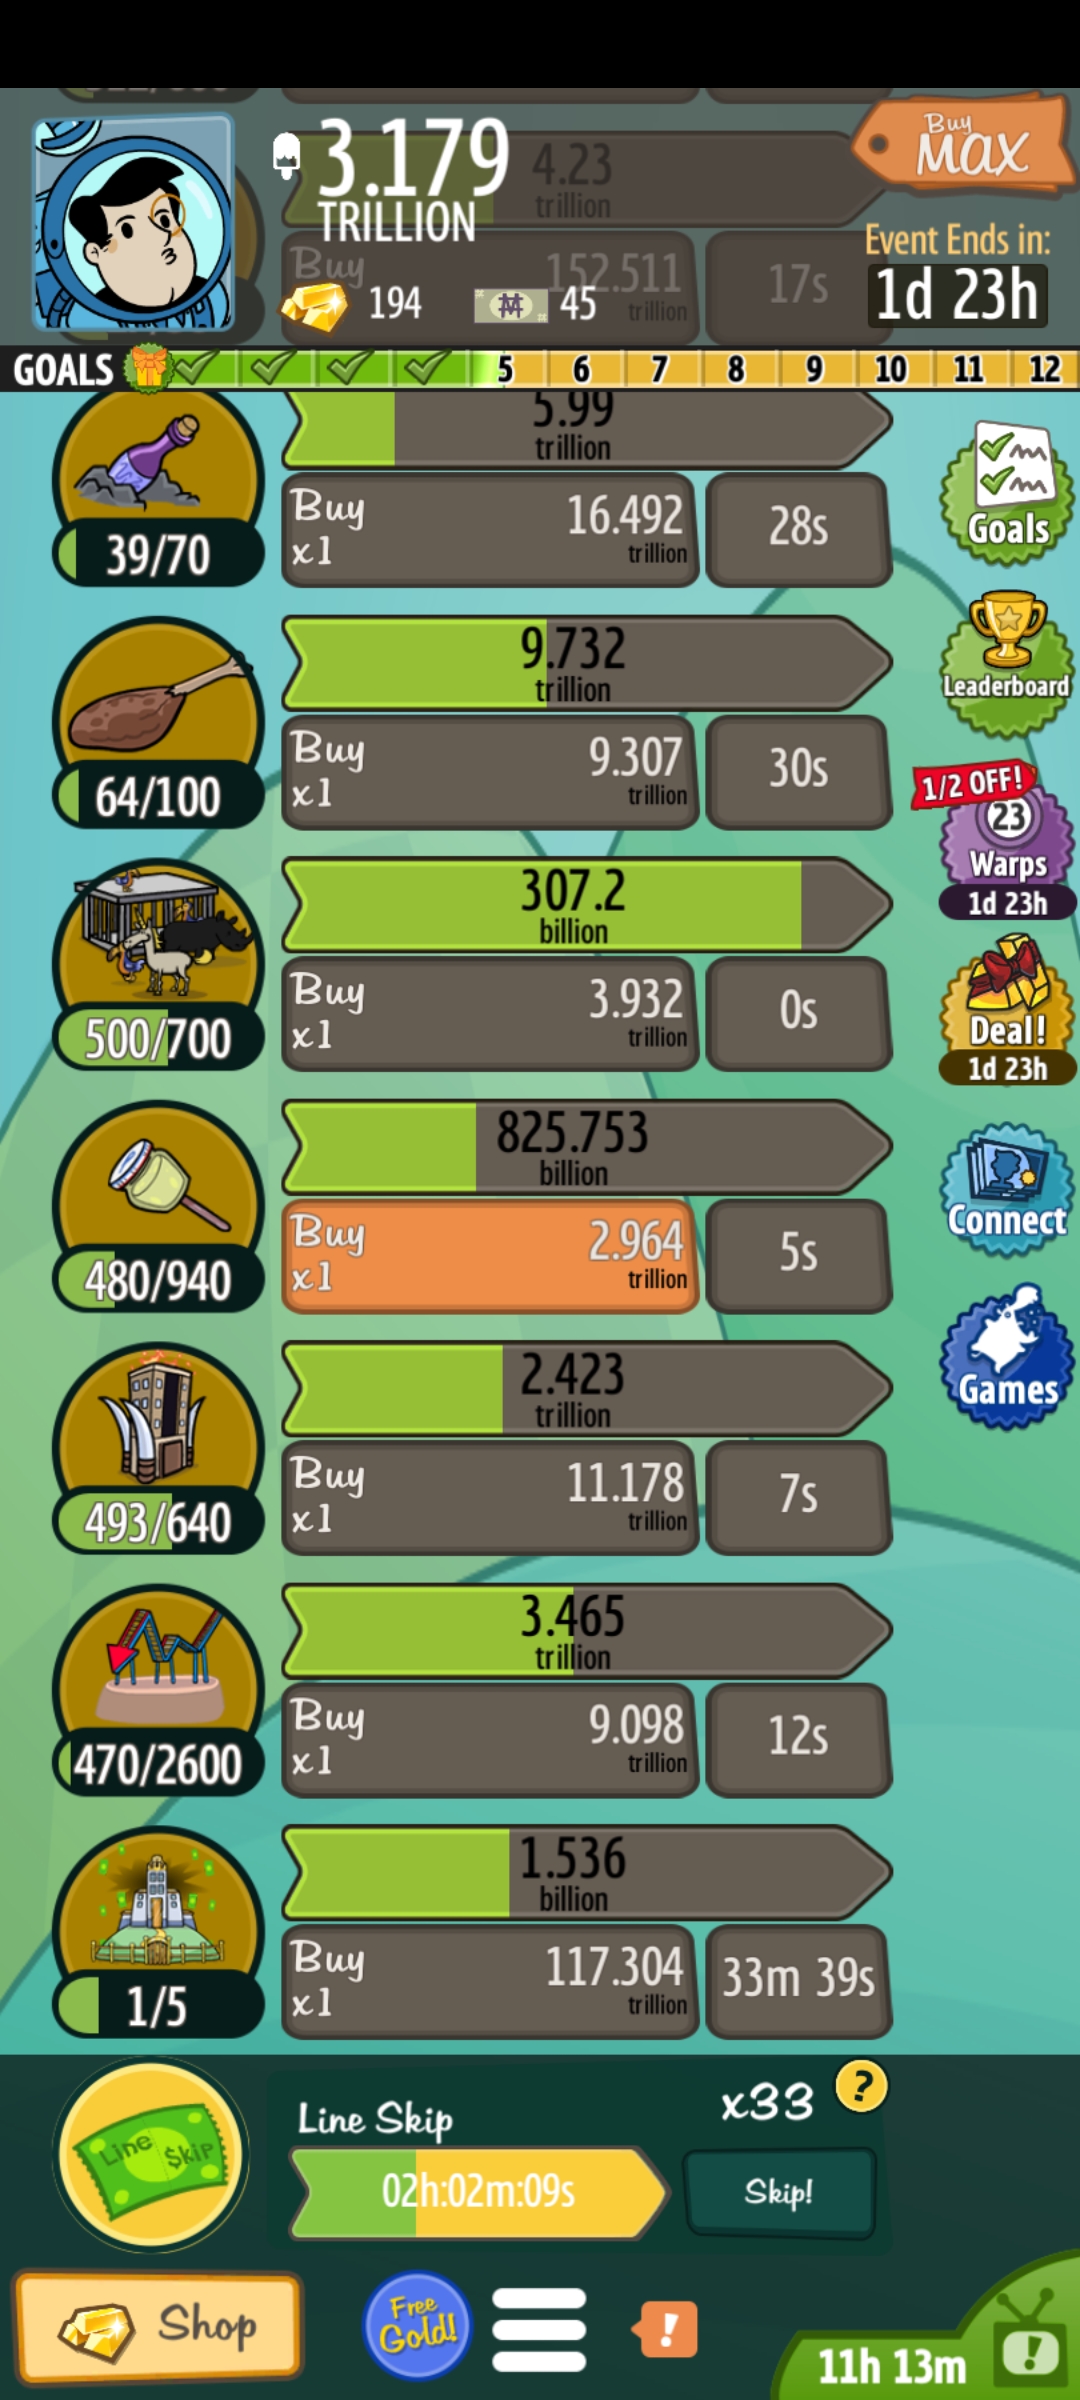 3.179
TRILLION
194
45
4.23
trillion
Buy
152.511
trillion
17s
Buy
MAX
Event Ends in:
1d 23h
GOALS
5
6
7
8
9
10
11
12
5.99
trillion
39/70
Buy
x1
16.492
trillion
28s
Goals
9.732
trillion
64/100
Buy
x1
9.307
trillion
30s
Leaderboard
1/2 OFF!
23
Warps
1d 23h
307.2
billion
500/700
Buy
x1
3.932
trillion
0s
Deal!
1d 23h
825.753
billion
480/940
Buy
x1
2.964
trillion
5s
Connect
2.423
trillion
493/640
Buy
x1
11.178
trillion
7s
Games
3.465
trillion
470/2600
Buy
x1
9.098
trillion
12s
1.536
billion
1/5
Buy
x1
117.304
trillion
33m 39s
Line $kip
Line Skip
x33
?
02h:02m:09s
Skip!
Shop
Free
Gold!
!
11h 13m
!